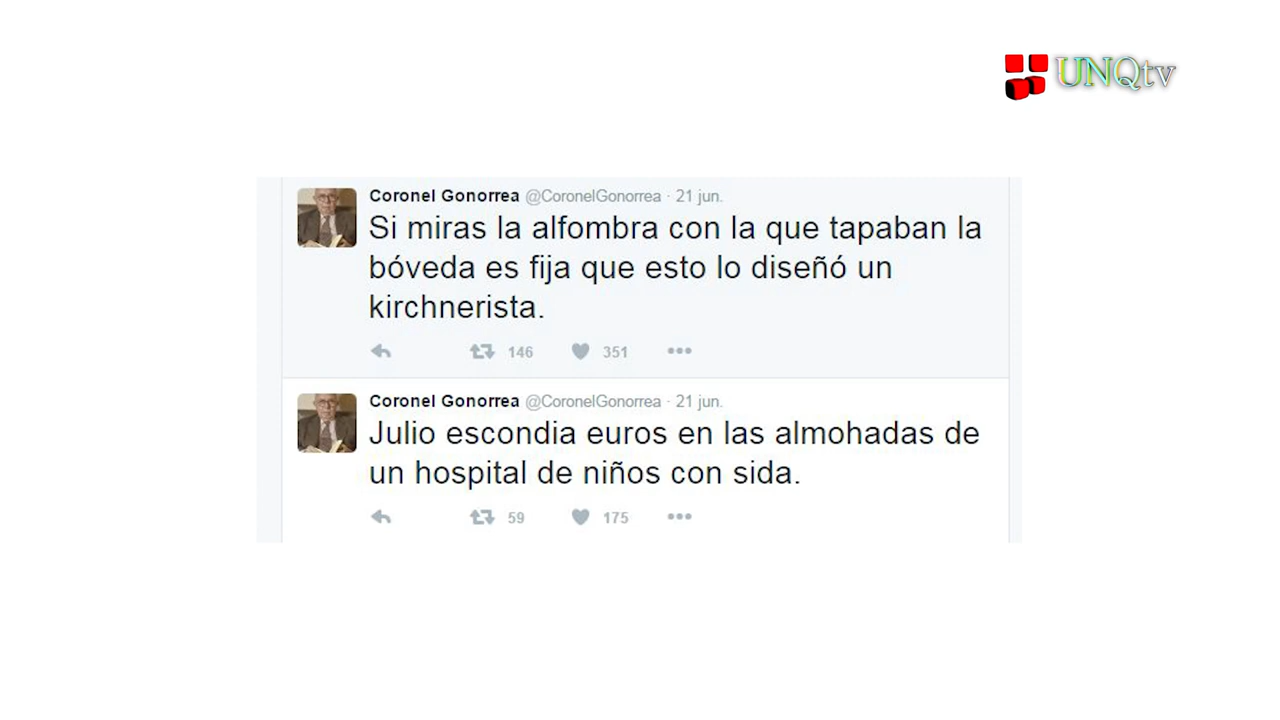 UNQtv
Coronel Gonorrea @CoronelGonorrea · 21 jun.
Si miras la alfombra con la que tapaban la
bóveda es fija que esto lo diseñó un
kirchnerista.
146 351
Coronel Gonorrea @CoronelGonorrea · 21 jun.
Julio escondia euros en las almohadas de
un hospital de niños con sida.
59 175